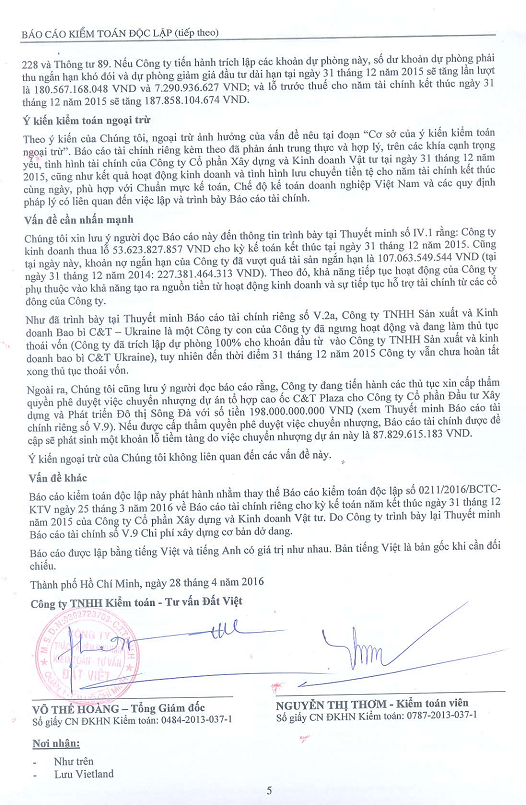 BÁO CÁO KIỂM TOÁN ĐỘC LẬP (tiếp theo)
228 và Thông tư 89. Nếu Công ty tiến hành trích lập các khoản dự phòng này, số dư khoản dự phòng phải
thu ngắn hạn khó đòi và dự phòng giảm giá đầu tư dài hạn tại ngày 31 tháng 12 năm 2015 sẽ tăng lần lượt
là 180.567.168.048 VND và 7.290.936.627 VND; và lỗ trước thuế cho năm tài chính kết thúc ngày 31
tháng 12 năm 2015 sẽ tăng 187.858.104.674 VND.
Ý kiến kiểm toán ngoại trừ
Theo ý kiến của Chúng tôi, ngoại trừ ảnh hưởng của vấn đề nêu tại đoạn “Cơ sở của ý kiến kiểm toán
ngoại trừ”. Báo cáo tài chính riêng kèm theo đã phản ánh trung thực và hợp lý, trên các khía cạnh trọng
yếu, tình hình tài chính của Công ty Cổ phần Xây dựng và Kinh doanh Vật tư tại ngày 31 tháng 12 năm
2015, cũng như kết quả hoạt động kinh doanh và tình hình lưu chuyển tiền tệ cho năm tài chính kết thúc
cùng ngày, phù hợp với Chuẩn mực kế toán, Chế độ kế toán doanh nghiệp Việt Nam và các quy định
pháp lý có liên quan đến việc lập và trình bày Báo cáo tài chính.
Vấn đề cần nhấn mạnh
Chúng tôi xin lưu ý người đọc Báo cáo này đến thông tin trình bày tại Thuyết minh số IV.1 rằng: Công ty
kinh doanh thua lỗ 53.623.827.857 VND cho kỳ kế toán kết thúc tại ngày 31 tháng 12 năm 2015. Cũng
tại ngày này, khoản nợ ngắn hạn của Công ty đã vượt quá tài sản ngắn hạn là 107.063.549.544 VND (tại
ngày 31 tháng 12 năm 2014: 227.381.464.313 VND). Theo đó, khả năng tiếp tục hoạt động của Công ty
phụ thuộc vào khả năng tạo ra nguồn tiền từ hoạt động kinh doanh và sự tiếp tục hỗ trợ tài chính từ các cổ
đông của Công ty.
Như đã trình bày tại Thuyết minh Báo cáo tài chính riêng số V.2a, Công ty TNHH Sản xuất và Kinh
doanh Bao bì C&T – Ukraine là một Công ty con của Công ty đã ngưng hoạt động và đang làm thủ tục
thoái vốn (Công ty đã trích lập dự phòng 100% cho khoản đầu tư vào Công ty TNHH Sản xuất và kinh
doanh bao bì C&T Ukraine), tuy nhiên đến thời điểm 31 tháng 12 năm 2015 Công ty vẫn chưa hoàn tất
xong thủ tục thoái vốn.
Ngoài ra, Chúng tôi cũng lưu ý người đọc báo cáo rằng, Công ty đang tiến hành các thủ tục xin cấp thẩm
quyền phê duyệt việc chuyển nhượng dự án tổ hợp cao ốc C&T Plaza cho Công ty Cổ phần Đầu tư Xây
dựng và Phát triển Đô thị Sông Đà với số tiền 198.000.000.000 VND (xem Thuyết minh Báo cáo tài
chính riêng số V.9). Nếu được cấp thẩm quyền phê duyệt việc chuyển nhượng, Báo cáo tài chính được đề
cập sẽ phát sinh một khoản lỗ tiềm tàng do việc chuyển nhượng dự án này là 87.829.615.183 VND.
Ý kiến ngoại trừ của Chúng tôi không liên quan đến các vấn đề này.
Vấn đề khác
Báo cáo kiểm toán độc lập này phát hành nhằm thay thế Báo cáo kiểm toán độc lập số 0211/2016/BCTC-
KTV ngày 25 tháng 3 năm 2016 về Báo cáo tài chính riêng cho kỳ kế toán năm kết thúc ngày 31 tháng 12
năm 2015 của Công ty Cổ phần Xây dựng và Kinh doanh Vật tư. Do Công ty trình bày lại Thuyết minh
Báo cáo tài chính số V.9 Chi phí xây dựng cơ bản dở dang.
Báo cáo được lập bằng tiếng Việt và tiếng Anh có giá trị như nhau. Bản tiếng Việt là bản gốc khi cần đối
chiếu.
Thành phố Hồ Chí Minh, ngày 28 tháng 4 năm 2016
Công ty TNHH Kiểm toán - Tư vấn Đất Việt
ĐẤT VIỆT
VÕ THẾ HOÀNG – Tổng Giám đốc
Số giấy CN ĐKHN Kiểm toán: 0484-2013-037-1
NGUYỄN THỊ THƠM - Kiểm toán viên
Số giấy CN ĐKHN Kiểm toán: 0787-2013-037-1
Nơi nhận:
- Như trên
- Lưu Vietland
5